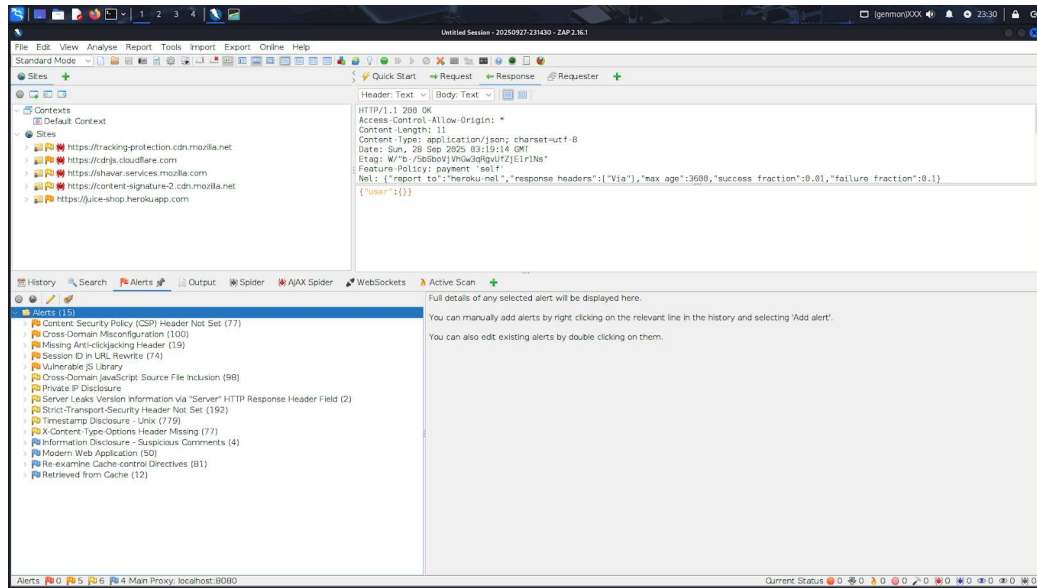 1 2 3 4
(genmon)XXX 23:30
Untitled Session - 20250927-231430 - ZAP 2.16.1
File Edit View Analyse Report Tools Import Export Online Help
Standard Mode
Sites
Quick Start Request Response Requester
Header: Text Body: Text
Contexts
Default Context
Sites
https://tracking-protection.cdn.mozilla.net
https://cdnjs.cloudflare.com
https://shavar.services.mozilla.com
https://content-signature-2.cdn.mozilla.net
https://juice-shop.herokuapp.com
HTTP/1.1 200 OK
Access-Control-Allow-Origin: *
Content-Length: 11
Content-Type: application/json; charset=utf-8
Date: Sun, 28 Sep 2025 03:19:14 GMT
Etag:
Feature-Policy: payment 'self'
Nel: {"report_to":"heroku-nel","response_headers":["Via"],"max_age":3600,"success_fraction":0.01,"failure_fraction":0.1}
{"user":{}}
History Search Alerts Output Spider AJAX Spider WebSockets Active Scan
Alerts (15)
Content Security Policy (CSP) Header Not Set (77)
Cross-Domain Misconfiguration (100)
Missing Anti-clickjacking Header (19)
Session ID in URL Rewrite (74)
Vulnerable JS Library
Cross-Domain JavaScript Source File Inclusion (98)
Private IP Disclosure
Server Leaks Version Information via "Server" HTTP Response Header Field (2)
Strict-Transport-Security Header Not Set (192)
Timestamp Disclosure - Unix (779)
X-Content-Type-Options Header Missing (77)
Information Disclosure - Suspicious Comments (4)
Modern Web Application (50)
Re-examine Cache-control Directives (81)
Retrieved from Cache (12)
Full details of any selected alert will be displayed here.
You can manually add alerts by right clicking on the relevant line in the history and selecting 'Add alert'.
You can also edit existing alerts by double clicking on them.
Alerts 0 5 6 4 Main Proxy: localhost:8080
Current Status 0 0 0 0 0 0 0 0 0 0